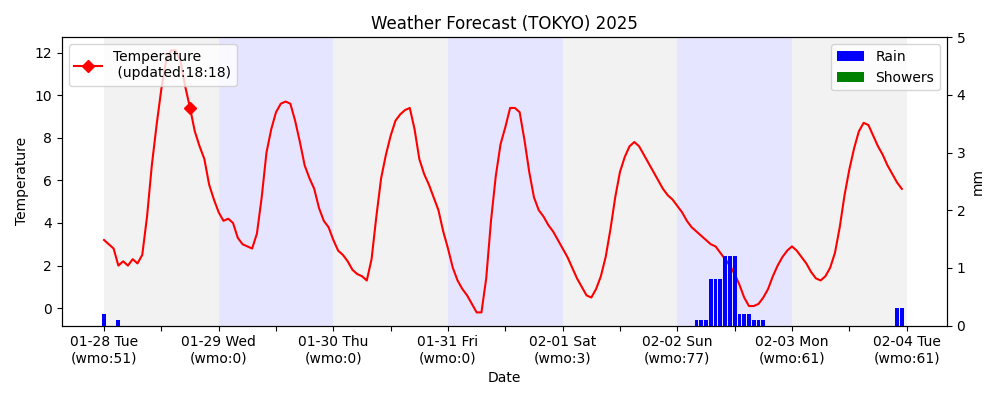 Weather Forecast (TOKYO) 2025
Temperature
(updated:18:18)
Rain
Showers
12
10
8
6
4
2
0
Temperature
5
4
3
2
1
0
mm
01-28 Tue
(wmo:51)
01-29 Wed
(wmo:0)
01-30 Thu
(wmo:0)
01-31 Fri
(wmo:0)
02-01 Sat
(wmo:3)
02-02 Sun
(wmo:77)
02-03 Mon
(wmo:61)
02-04 Tue
(wmo:61)
Date